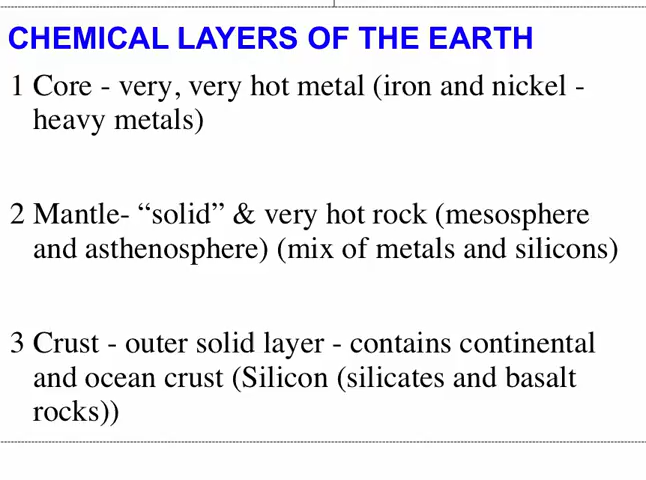 CHEMICAL LAYERS OF THE EARTH
1 Core - very, very hot metal (iron and nickel -
heavy metals)
2 Mantle- “solid” & very hot rock (mesosphere
and asthenosphere) (mix of metals and silicons)
3 Crust - outer solid layer - contains continental
and ocean crust (Silicon (silicates and basalt
rocks))